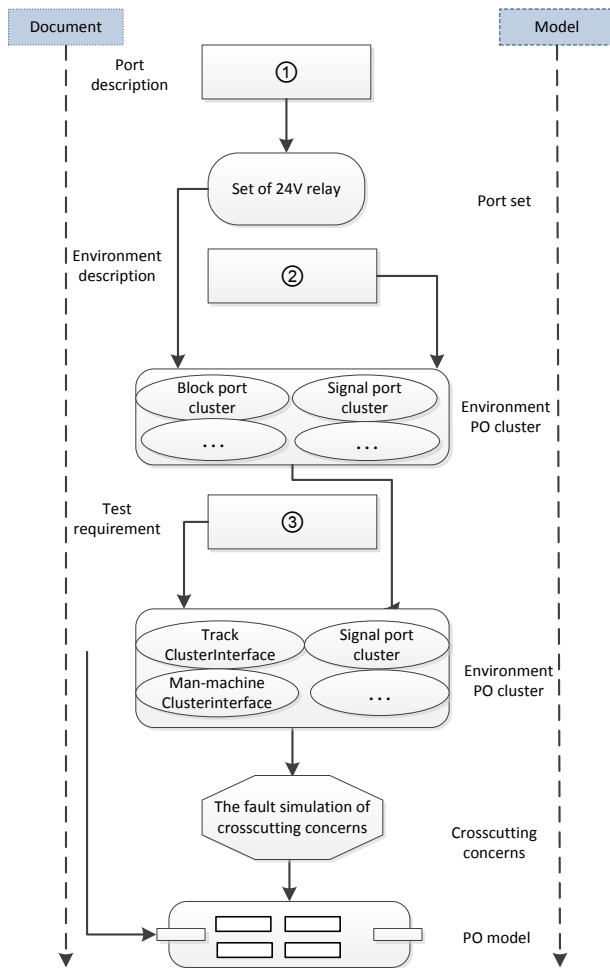 Document
Model
Port
description
①
Set of 24V relay
Port set
Environment
description
②
Block port
cluster
Signal port
cluster
...
...
Environment
PO cluster
Test
requirement
③
Track
ClusterInterface
Signal port
cluster
Man-machine
Clusterinterface
...
Environment
PO cluster
The fault simulation of
crosscutting concerns
Crosscutting
concerns
PO model